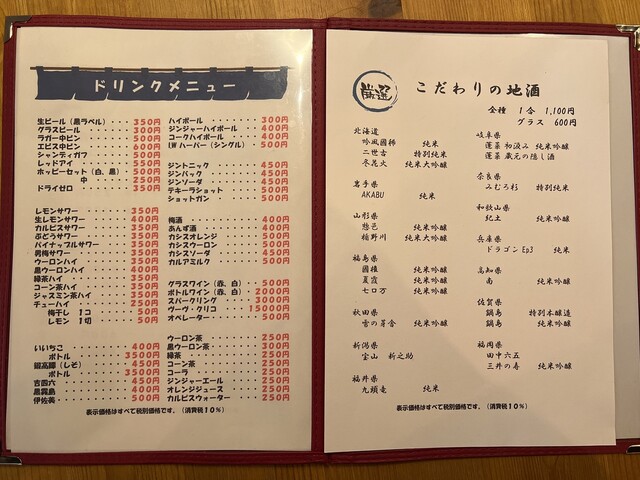 ドリンクメニュー
生ビール（黒ラベル）・・・・ 350円
グラスビール・・・・・・・ 300円
ラガー中ビン・・・・・・・ 600円
エビス中ビン・・・・・・・ 600円
シャンディガフ・・・・・・ 500円
レッドアイ・・・・・・・・ 550円
ホッピーセット（白、黒）・・ 500円
中・・・・・・・・ 250円
ドライゼロ・・・・・・・・ 350円
レモンサワー・・・・・・・ 350円
生レモンサワー・・・・・・ 400円
カルピスサワー・・・・・・ 350円
ぶどうサワー・・・・・・・ 350円
パイナップルサワー・・・・ 350円
男梅サワー・・・・・・・・ 350円
ウーロンハイ・・・・・・・ 350円
黒ウーロンハイ・・・・・・ 400円
緑茶ハイ・・・・・・・・・ 350円
コーン茶ハイ・・・・・・・ 350円
ジャスミン茶ハイ・・・・・ 350円
チューハイ・・・・・・・・ 250円
梅干し １コ・・・・・・ 50円
レモン １切・・・・・・ 50円
いいちこ・・・・・・・・・ 400円
ボトル・・・・・・・・ 3500円
鍛高譚（しそ）・・・・・・ 450円
ボトル・・・・・・・・ 3500円
吉四六・・・・・・・・・・ 450円
黒霧島・・・・・・・・・・ 400円
伊佐美・・・・・・・・・・ 500円
ハイボール・・・・・・・・ 300円
ジンジャーハイボール・・・ 400円
コークハイボール・・・・・ 400円
IWハーパー（シングル）・・・ 500円
ジントニック・・・・・・・ 450円
ジンバック・・・・・・・・ 450円
ジンソーダ・・・・・・・・ 450円
テキーラショット・・・・・ 500円
ショットガン・・・・・・・ 500円
梅酒・・・・・・・・・・・ 400円
あんず酒・・・・・・・・・ 400円
カシスオレンジ・・・・・・ 500円
カシスウーロン・・・・・・ 500円
カシスソーダ・・・・・・・ 450円
カルアミルク・・・・・・・ 500円
グラスワイン（赤、白）・・・ 500円
ボトルワイン（赤、白）・・・ 2000円
スパークリング・・・・・・ 3000円
ヴーヴ・クリコ・・・・・・ 15000円
オペレーター・・・・・・・ 500円
ウーロン茶・・・・・・・・ 250円
黒ウーロン茶・・・・・・・ 300円
緑茶・・・・・・・・・・・ 250円
コーン茶・・・・・・・・・ 250円
コーラ・・・・・・・・・・ 250円
ジンジャーエール・・・・・ 250円
オレンジジュース・・・・・ 250円
カルピスウォーター・・・・ 250円
表示価格はすべて税別価格です。（消費税１０％）
厳選
こだわりの地酒
全種 １合 1,100円
グラス 600円
北海道
吟風國稀 純米
二世古 特別純米
冬花火 純米大吟醸
岩手県
AKABU 純米
山形県
惣邑 純米吟醸
稲野川 純米大吟醸
福島県
國権 純米吟醸
夏霞 純米吟醸
七ロ万 純米吟醸
秋田県
雪の芽舎 純米吟醸
新潟県
宝山 新之助
福井県
九頭竜 純米
岐阜県
蓬莱 初汲み 純米吟醸
蓬莱 蔵元の隠し酒
奈良県
みむろ杉 特別純米
和歌山県
紀土 純米吟醸
兵庫県
ドラゴンEp3 純米
高知県
南 純米吟醸
佐賀県
鍋島 特別本醸造
鍋島 純米吟醸
福岡県
田中六五
三井の寿 純米吟醸
表示価格はすべて税別価格です。（消費税１０％）